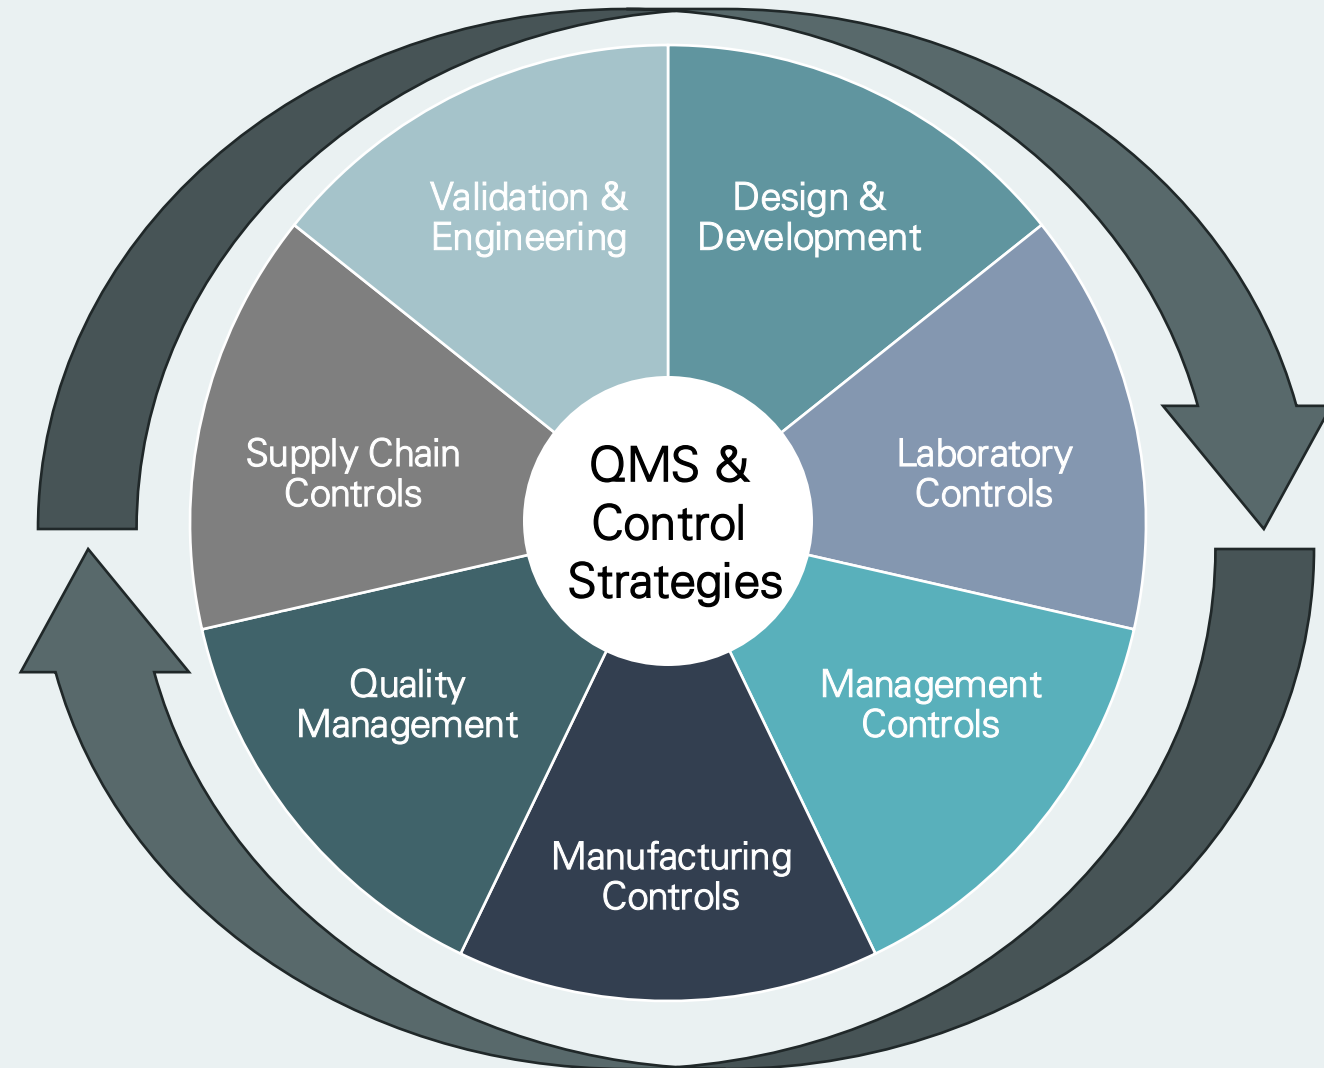 Validation &
Engineering
Design &
Development
Supply Chain
Controls
QMS &
Control
Strategies
Laboratory
Controls
Quality
Management
Management
Controls
Manufacturing
Controls